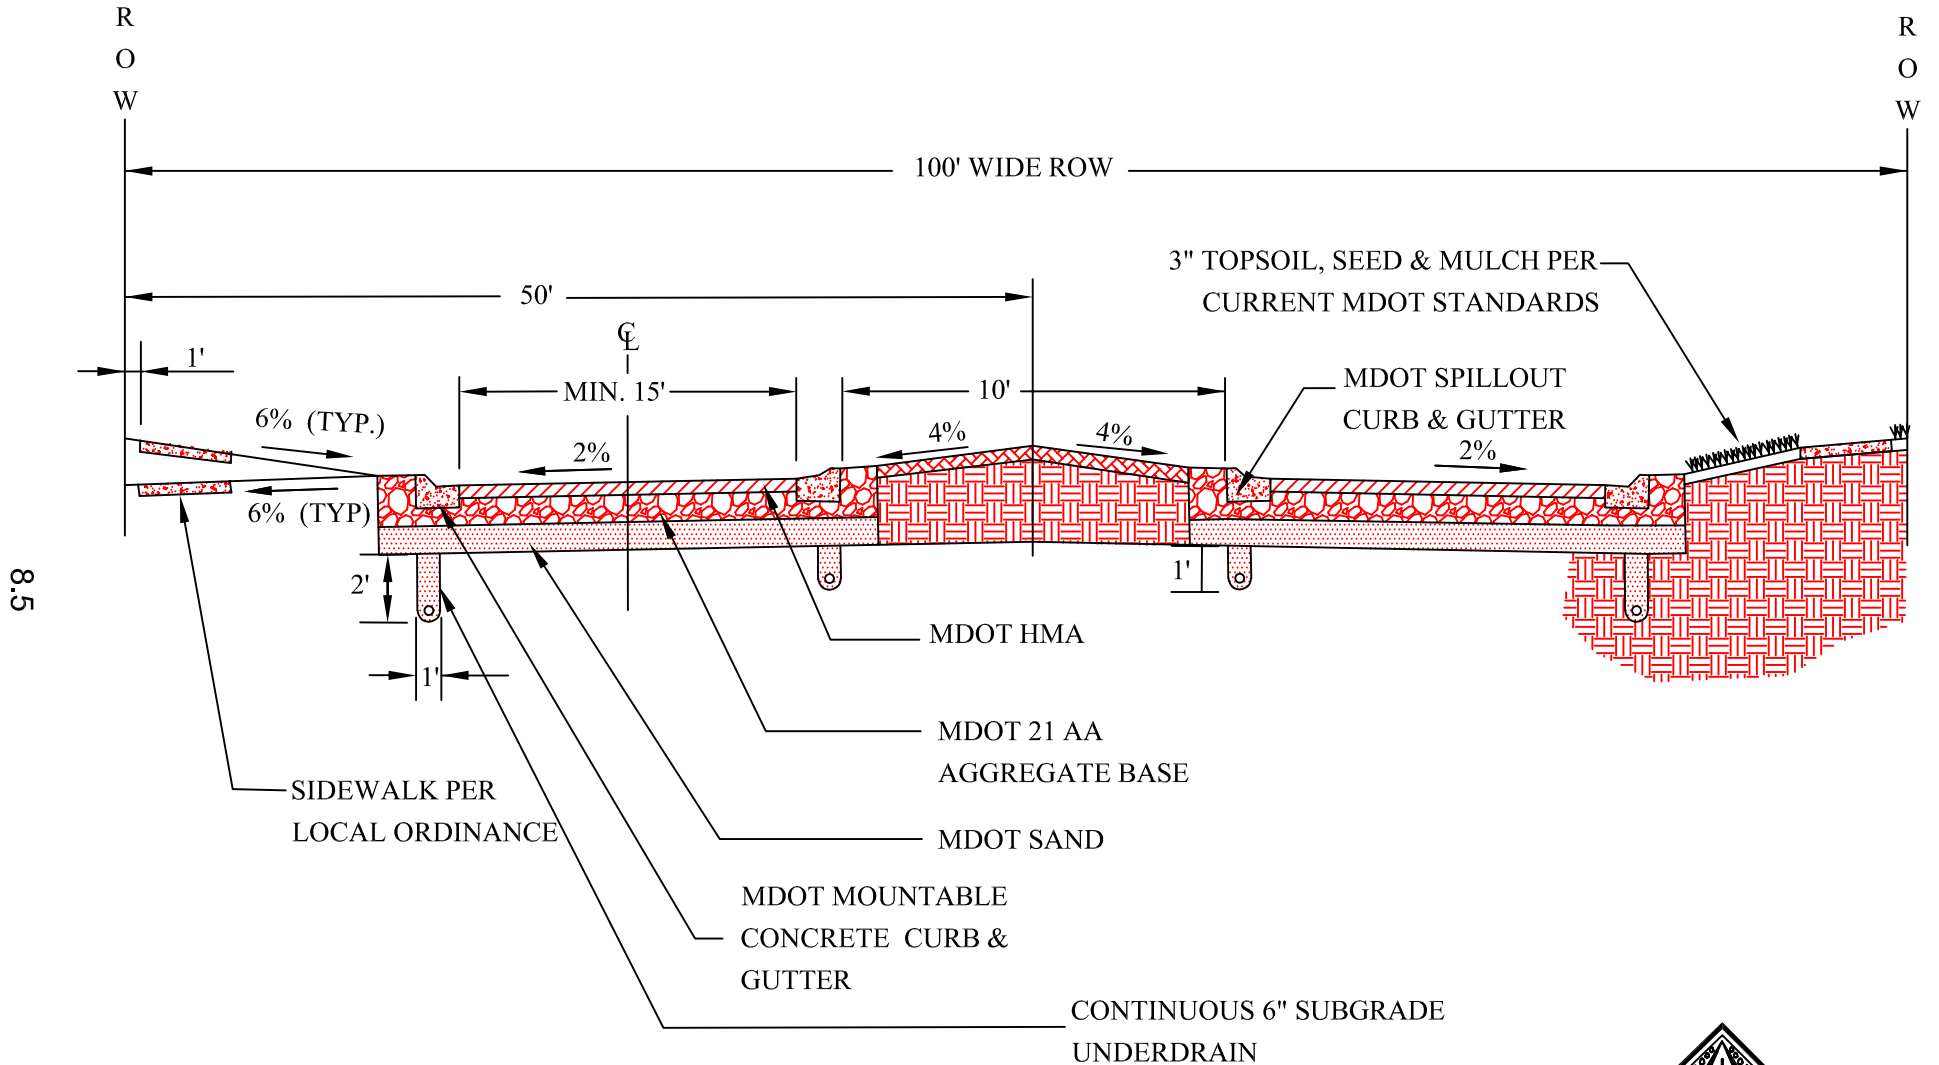 R
O
W
R
O
W
100' WIDE ROW
3" TOPSOIL, SEED & MULCH PER
CURRENT MDOT STANDARDS
50'
℄
1'
MIN. 15'
10'
MDOT SPILLOUT
CURB & GUTTER
6% (TYP.)
2%
4%
4%
2%
6% (TYP)
2'
1'
1'
8.5
MDOT HMA
MDOT 21 AA
AGGREGATE BASE
SIDEWALK PER
LOCAL ORDINANCE
MDOT SAND
MDOT MOUNTABLE
CONCRETE CURB &
GUTTER
CONTINUOUS 6" SUBGRADE
UNDERDRAIN